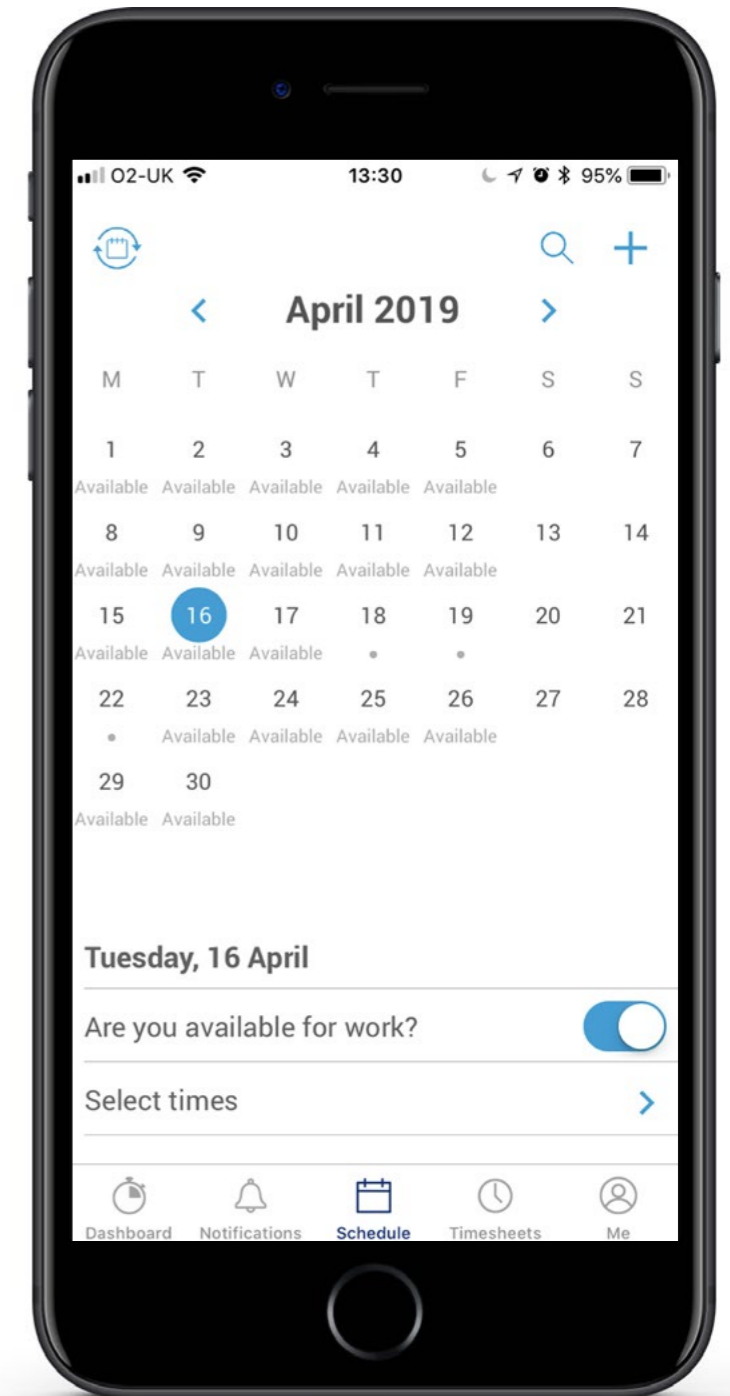 O2-UK 13:30 95%
April 2019
M T W T F S S
1 2 3 4 5 6 7
Available Available Available Available Available
8 9 10 11 12 13 14
Available Available Available Available Available
15 16 17 18 19 20 21
Available Available Available
22 23 24 25 26 27 28
Available Available Available Available
29 30
Available Available
Tuesday, 16 April
Are you available for work?
Select times
Dashboard Notifications Schedule Timesheets Me